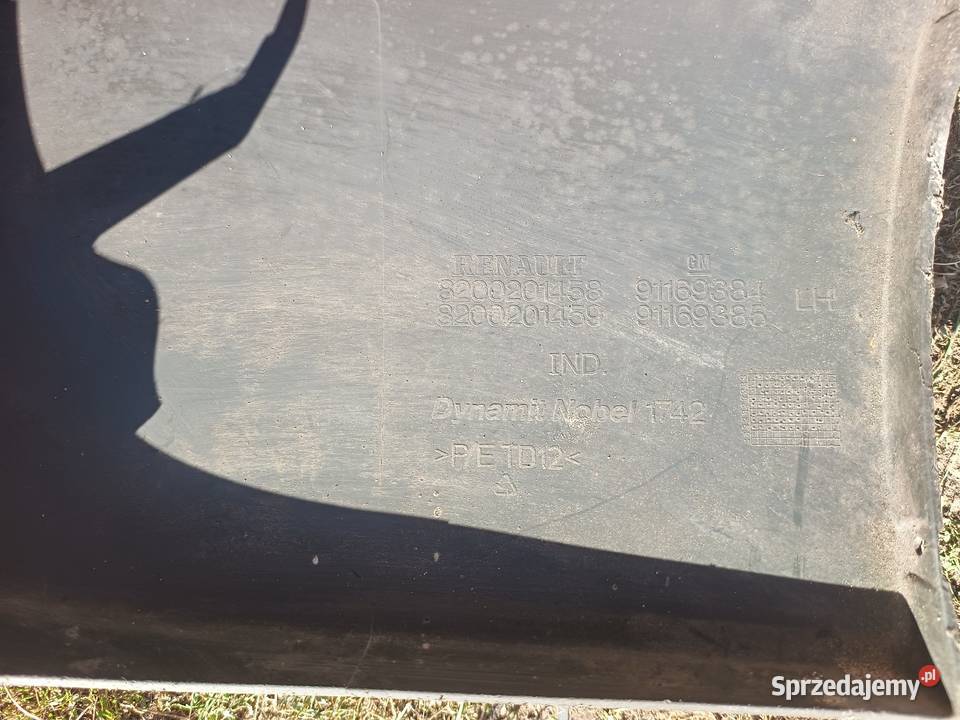 RENAULT GM
8200201458 91169384 LH
8200201459 91169385
IND.
Dynamit Nobel 1742
>P/E TD12<
Sprzedajemy.pl